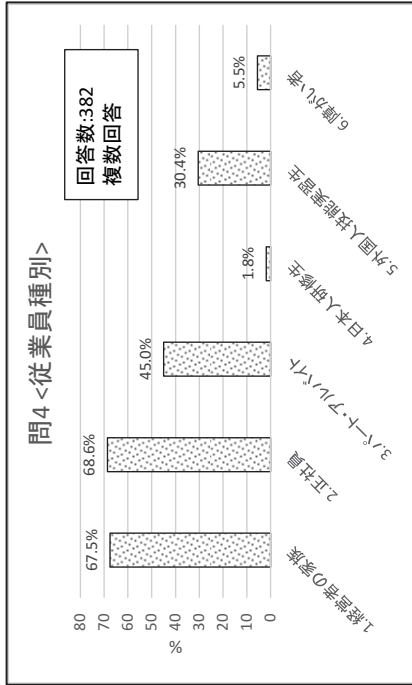 問4 <従業員種別>
回答数:382
複数回答
%
80
70
60
50
40
30
20
10
0
67.5%
68.6%
45.0%
1.8%
30.4%
5.5%
1.経営者の家族
2.正社員
3.パート・アルバイト
4.日本人研修生
5.外国人技能実習生
6.障がい者